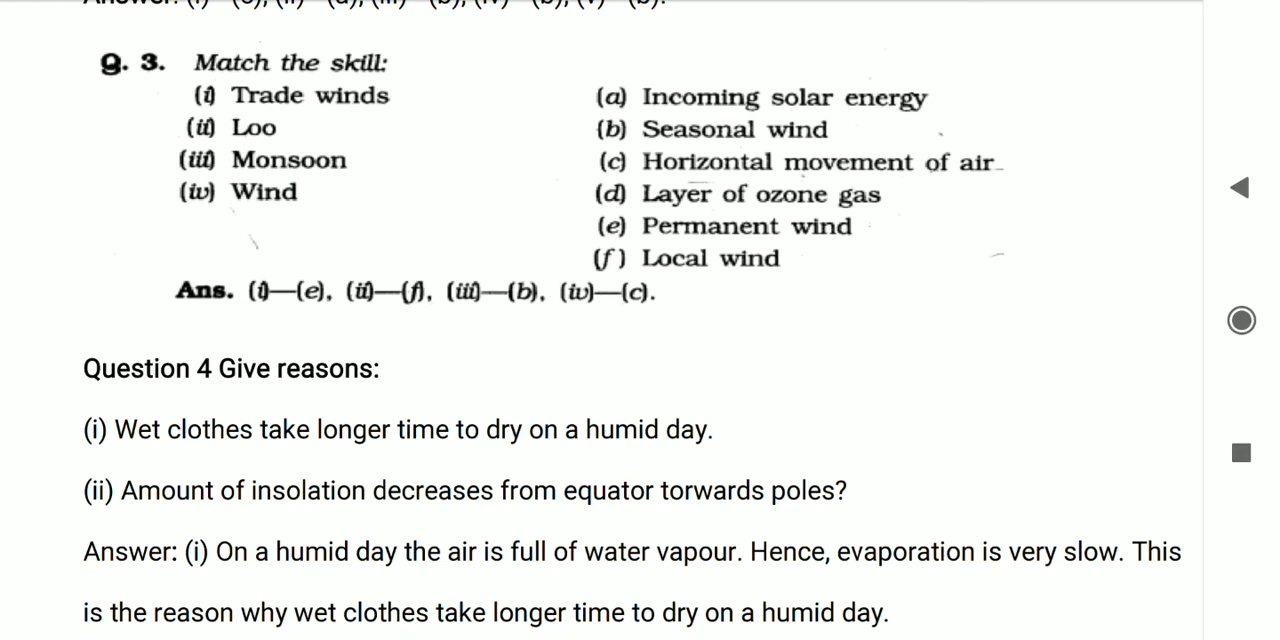 Answer: (i)—(c), (ii)—(a), (iii)—(b), (iv)—(b), (v)—(b).
Q. 3. Match the skill:
(i) Trade winds (a) Incoming solar energy
(ii) Loo (b) Seasonal wind
(iii) Monsoon (c) Horizontal movement of air
(iv) Wind (d) Layer of ozone gas
(e) Permanent wind
(f) Local wind
Ans. (i)—(e), (ii)—(f), (iii)—(b), (iv)—(c).
Question 4 Give reasons:
(i) Wet clothes take longer time to dry on a humid day.
(ii) Amount of insolation decreases from equator torwards poles?
Answer: (i) On a humid day the air is full of water vapour. Hence, evaporation is very slow. This
is the reason why wet clothes take longer time to dry on a humid day.